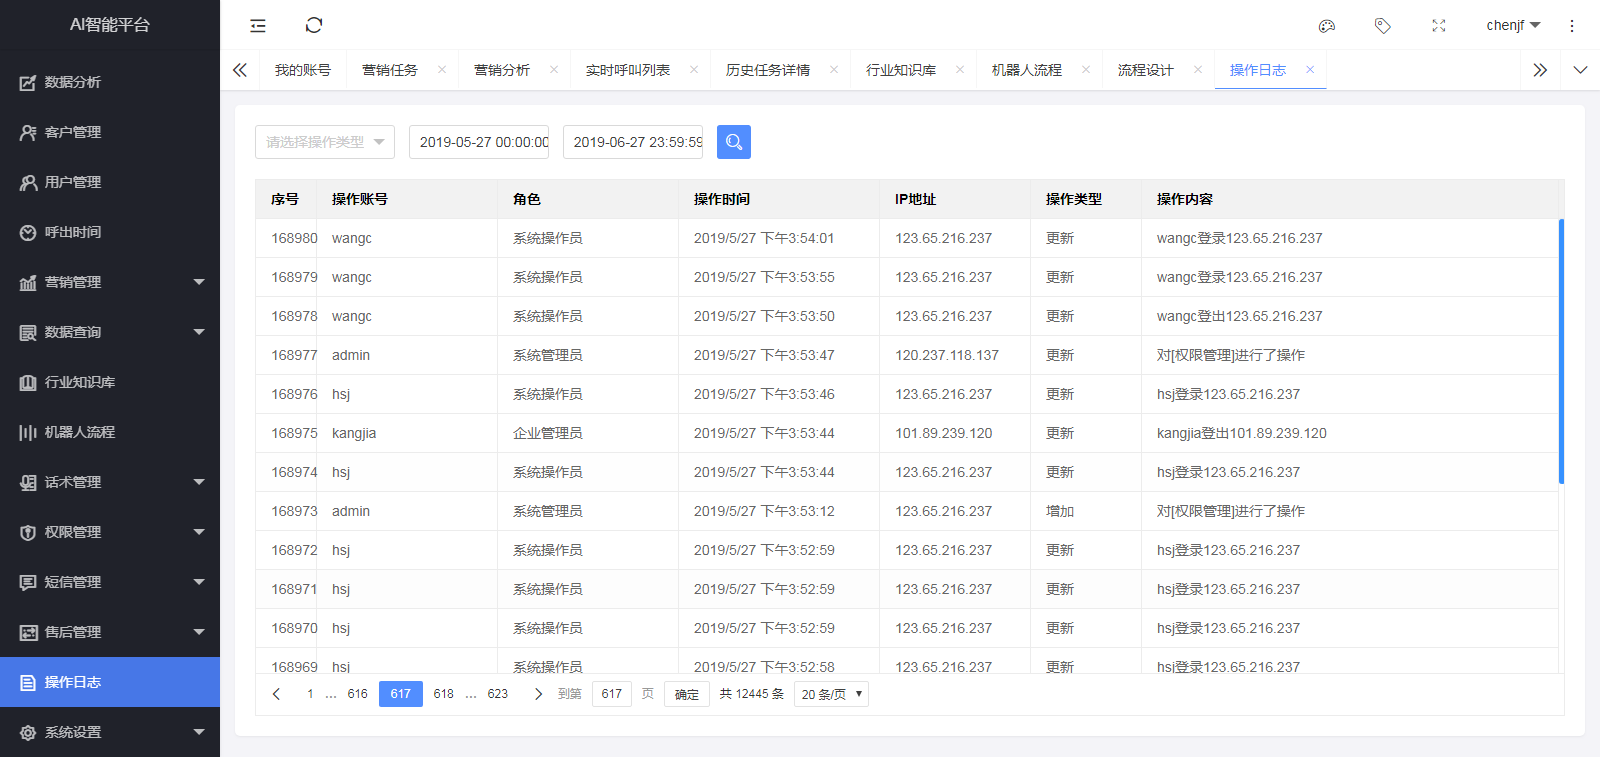 AI智能平台
chenjf
数据分析
客户管理
用户管理
呼出时间
营销管理
数据查询
行业知识库
机器人流程
话术管理
权限管理
短信管理
售后管理
操作日志
系统设置
我的账号 营销任务 营销分析 实时呼叫列表 历史任务详情 行业知识库 机器人流程 流程设计 操作日志
请选择操作类型 2019-05-27 00:00:00 2019-06-27 23:59:59
序号 操作账号 角色 操作时间 IP地址 操作类型 操作内容
168980 wangc 系统操作员 2019/5/27 下午3:54:01 123.65.216.237 更新 wangc登录123.65.216.237
168979 wangc 系统操作员 2019/5/27 下午3:53:55 123.65.216.237 更新 wangc登录123.65.216.237
168978 wangc 系统操作员 2019/5/27 下午3:53:50 123.65.216.237 更新 wangc登出123.65.216.237
168977 admin 系统管理员 2019/5/27 下午3:53:47 120.237.118.137 更新 对[权限管理]进行了操作
168976 hsj 系统操作员 2019/5/27 下午3:53:46 123.65.216.237 更新 hsj登录123.65.216.237
168975 kangjia 企业管理员 2019/5/27 下午3:53:44 101.89.239.120 更新 kangjia登出101.89.239.120
168974 hsj 系统操作员 2019/5/27 下午3:53:44 123.65.216.237 更新 hsj登录123.65.216.237
168973 admin 系统管理员 2019/5/27 下午3:53:12 123.65.216.237 增加 对[权限管理]进行了操作
168972 hsj 系统操作员 2019/5/27 下午3:52:59 123.65.216.237 更新 hsj登录123.65.216.237
168971 hsj 系统操作员 2019/5/27 下午3:52:59 123.65.216.237 更新 hsj登录123.65.216.237
168970 hsj 系统操作员 2019/5/27 下午3:52:59 123.65.216.237 更新 hsj登录123.65.216.237
168969 hsj 系统操作员 2019/5/27 下午3:52:58 123.65.216.237 更新 hsj登录123.65.216.237
1 … 616 617 618 … 623 到第 617 页 确定 共 12445 条 20 条/页